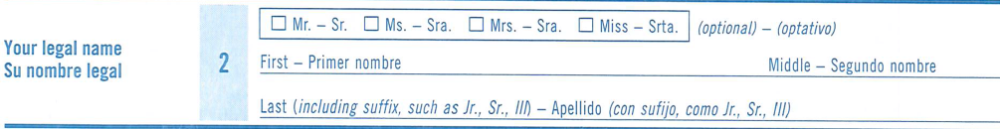 Your legal name
Su nombre legal
2
☐ Mr. – Sr. ☐ Ms. – Sra. ☐ Mrs. – Sra. ☐ Miss – Srta. (optional) – (optativo)
First – Primer nombre Middle – Segundo nombre
Last (including suffix, such as Jr., Sr., III) – Apellido (con sufijo, como Jr., Sr., III)